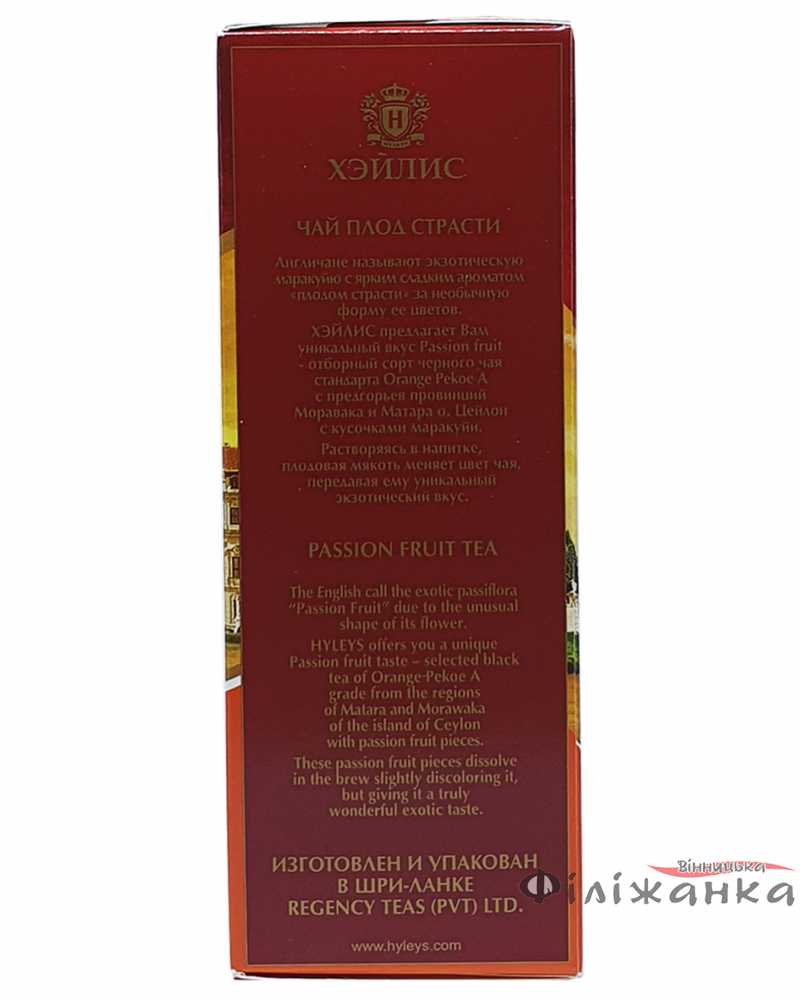 H
HYLEYS
ХЭЙЛИС
ЧАЙ ПЛОД СТРАСТИ
Англичане называют экзотическую
маракуйю с ярким сладким ароматом
«плодом страсти» за необычную
форму ее цветов.
ХЭЙЛИС предлагает Вам
уникальный вкус Passion fruit
- отборный сорт черного чая
стандарта Orange Pekoe A
с предгорьев провинций
Моравака и Матара о. Цейлон
с кусочками маракуйи.
Растворяясь в напитке,
плодовая мякоть меняет цвет чая,
передавая ему уникальный
экзотический вкус.
PASSION FRUIT TEA
The English call the exotic passiflora
“Passion Fruit” due to the unusual
shape of its flower.
HYLEYS offers you a unique
Passion fruit taste – selected black
tea of Orange-Pekoe A
grade from the regions
of Matara and Morawaka
of the island of Ceylon
with passion fruit pieces.
These passion fruit pieces dissolve
in the brew slightly discoloring it,
but giving it a truly
wonderful exotic taste.
ИЗГОТОВЛЕН И УПАКОВАН
В ШРИ-ЛАНКЕ
REGENCY TEAS (PVT) LTD.
www.hyleys.com
Вінницька
Філіжанка